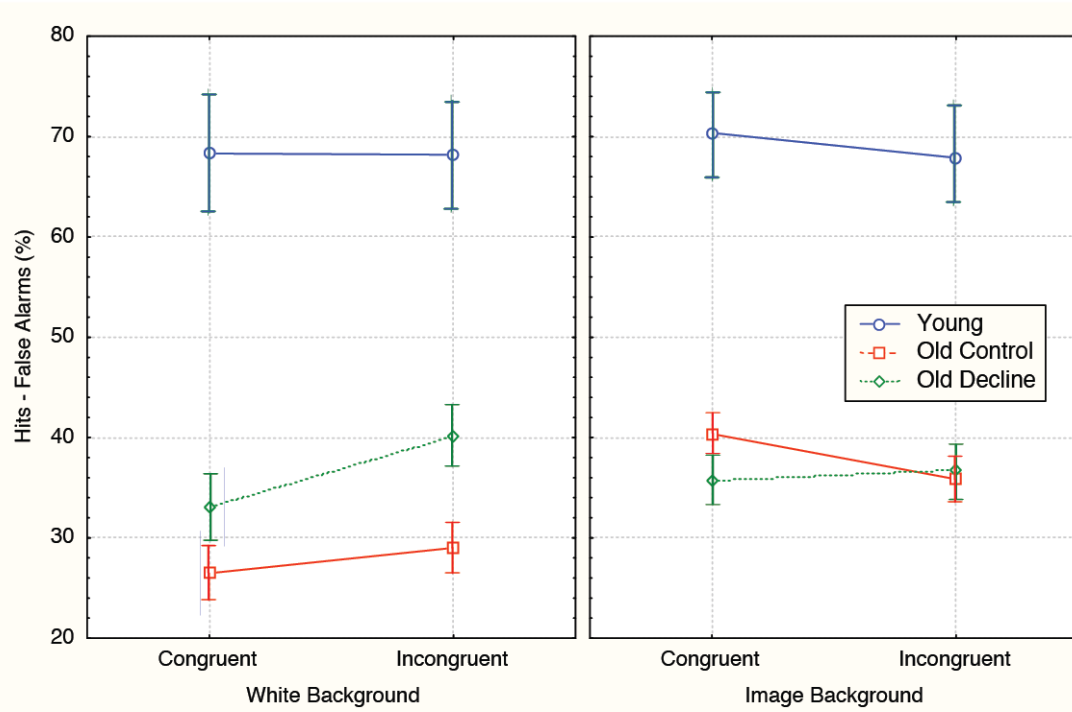 80
70
60
50
40
30
20
Hits - False Alarms (%)
Young
Old Control
Old Decline
Congruent Incongruent
White Background
Congruent Incongruent
Image Background